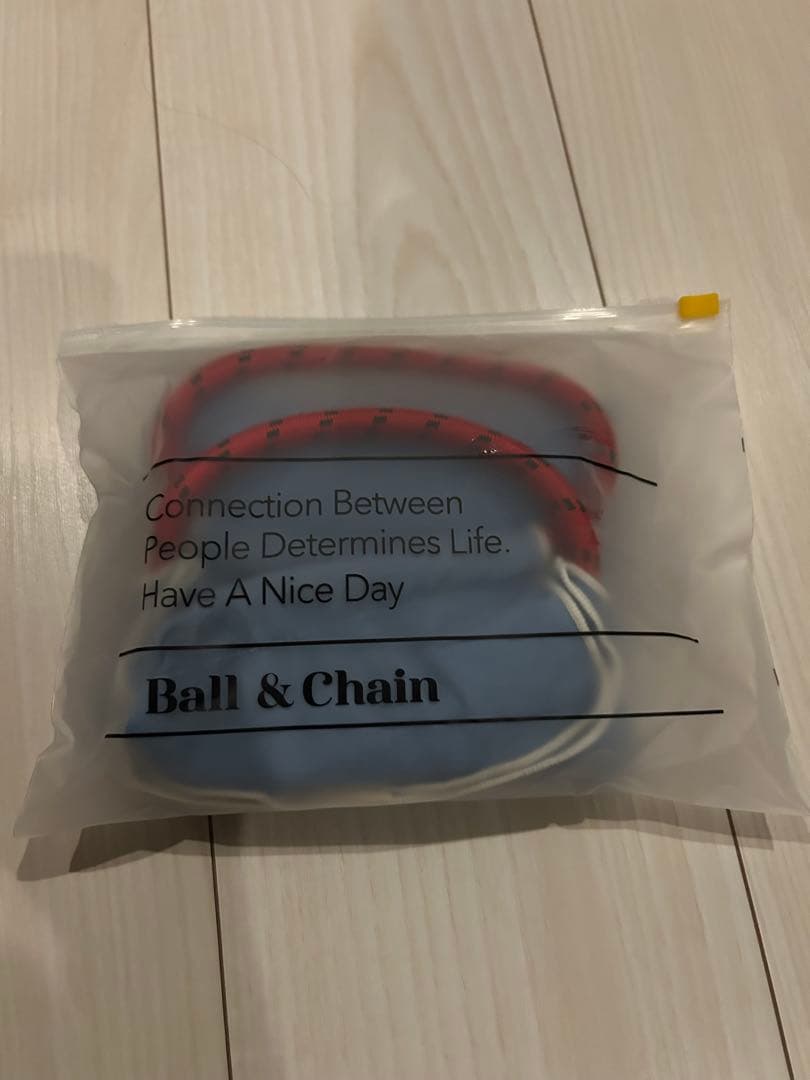 Connection Between
People Determines Life.
Have A Nice Day
Ball & Chain